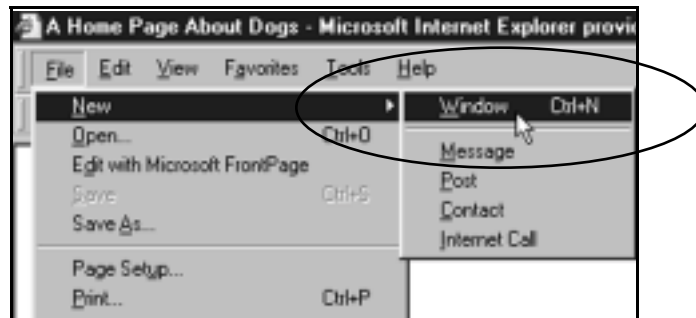 A Home Page About Dogs - Microsoft Internet Explorer provi
File Edit View Favorites Tools Help
New
Open... Ctrl+O
Edit with Microsoft FrontPage
Save Ctrl+S
Save As...
Page Setup...
Print... Ctrl+P
Window Ctrl+N
Message
Post
Contact
Internet Call